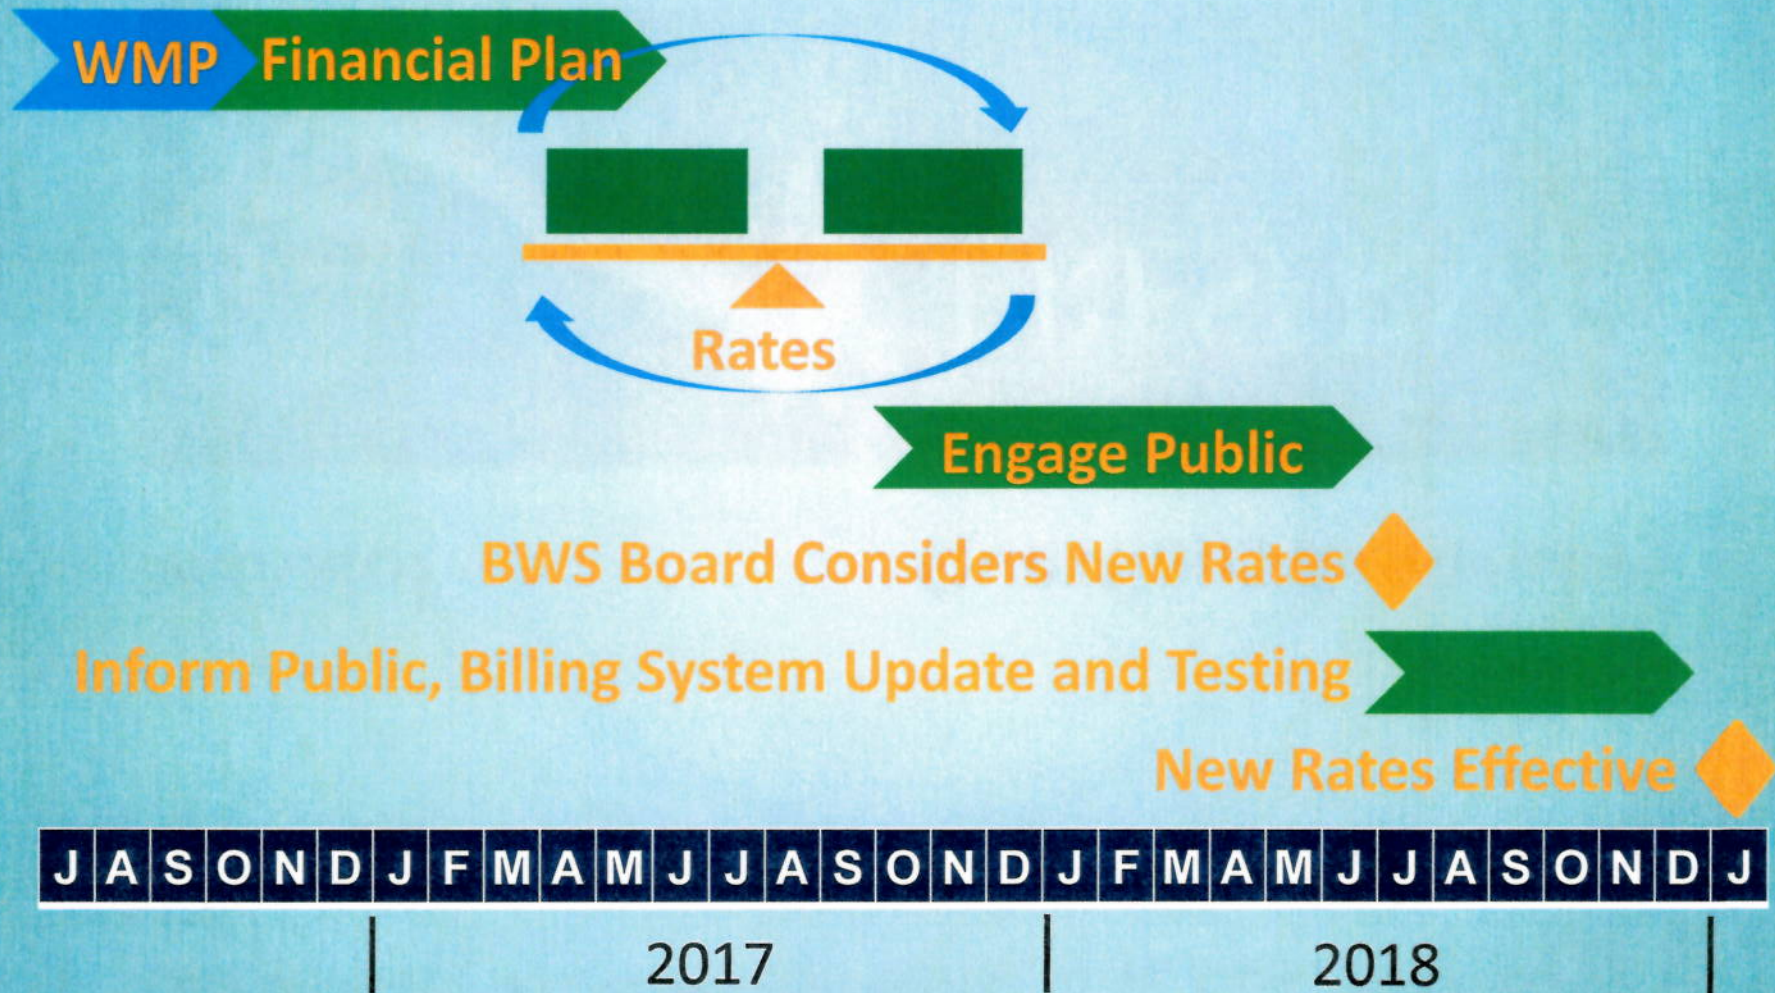 WMP Financial Plan
Rates
Engage Public
BWS Board Considers New Rates
Inform Public, Billing System Update and Testing
New Rates Effective
J A S O N D J F M A M J J A S O N D J F M A M J J A S O N D J
2017 2018